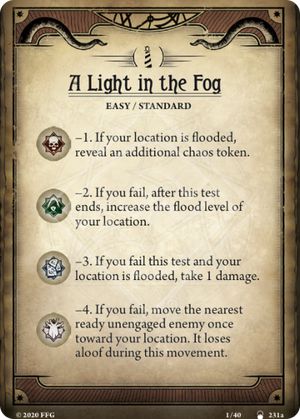 A Light in the Fog
EASY / STANDARD
–1. If your location is flooded,
reveal an additional chaos token.
–2. If you fail, after this test
ends, increase the flood level of
your location.
–3. If you fail this test and your
location is flooded, take 1 damage.
–4. If you fail, move the nearest
ready unengaged enemy once
toward your location. It loses
aloof during this movement.
© 2020 FFG
1/40
231a